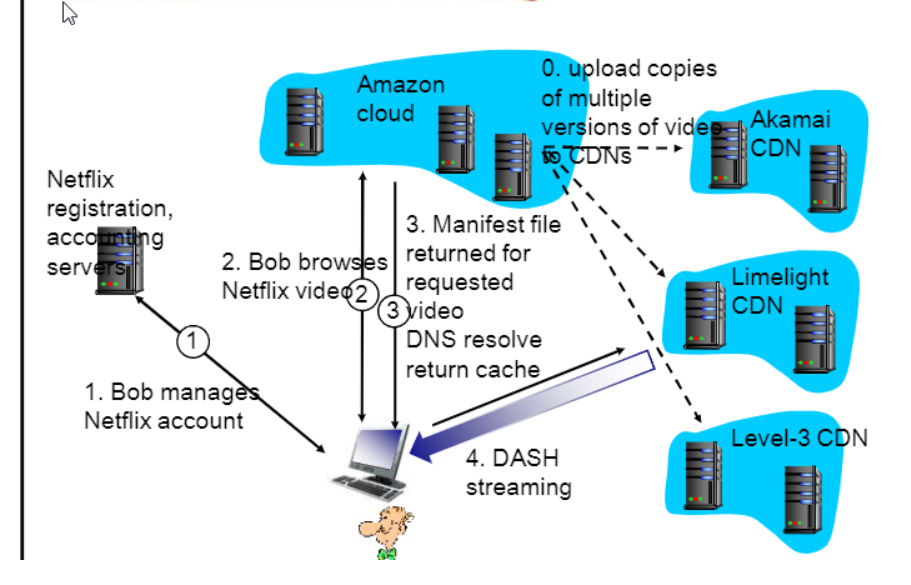 Amazon
cloud
0. upload copies
of multiple
versions of video
to CDNs
Akamai
CDN
Netflix
registration,
accounting
servers
2. Bob browses
Netflix video
2
3. Manifest file
returned for
requested
video
DNS resolve
return cache
3
Limelight
CDN
1
1. Bob manages
Netflix account
4. DASH
streaming
Level-3 CDN